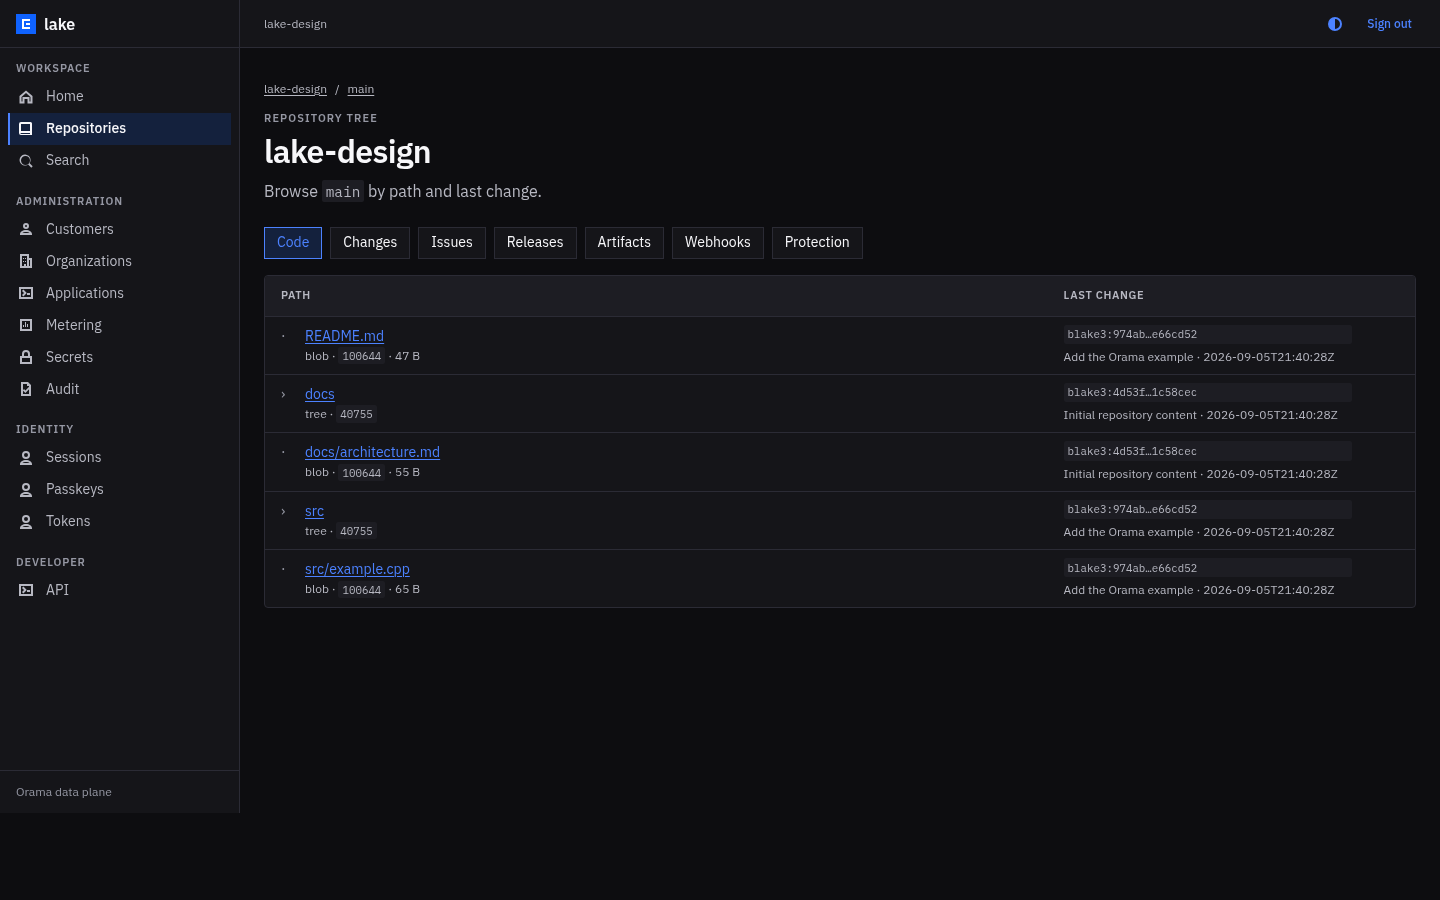 lake
lake-design
Sign out
WORKSPACE
Home
Repositories
Search
ADMINISTRATION
Customers
Organizations
Applications
Metering
Secrets
Audit
IDENTITY
Sessions
Passkeys
Tokens
DEVELOPER
API
Orama data plane
lake-design / main
REPOSITORY TREE
lake-design
Browse main by path and last change.
Code Changes Issues Releases Artifacts Webhooks Protection
PATH LAST CHANGE
· README.md blake3:974ab…e66cd52
blob · 100644 · 47 B Add the Orama example · 2026-09-05T21:40:28Z
› docs blake3:4d53f…1c58cec
tree · 40755 Initial repository content · 2026-09-05T21:40:28Z
· docs/architecture.md blake3:4d53f…1c58cec
blob · 100644 · 55 B Initial repository content · 2026-09-05T21:40:28Z
› src blake3:974ab…e66cd52
tree · 40755 Add the Orama example · 2026-09-05T21:40:28Z
· src/example.cpp blake3:974ab…e66cd52
blob · 100644 · 65 B Add the Orama example · 2026-09-05T21:40:28Z